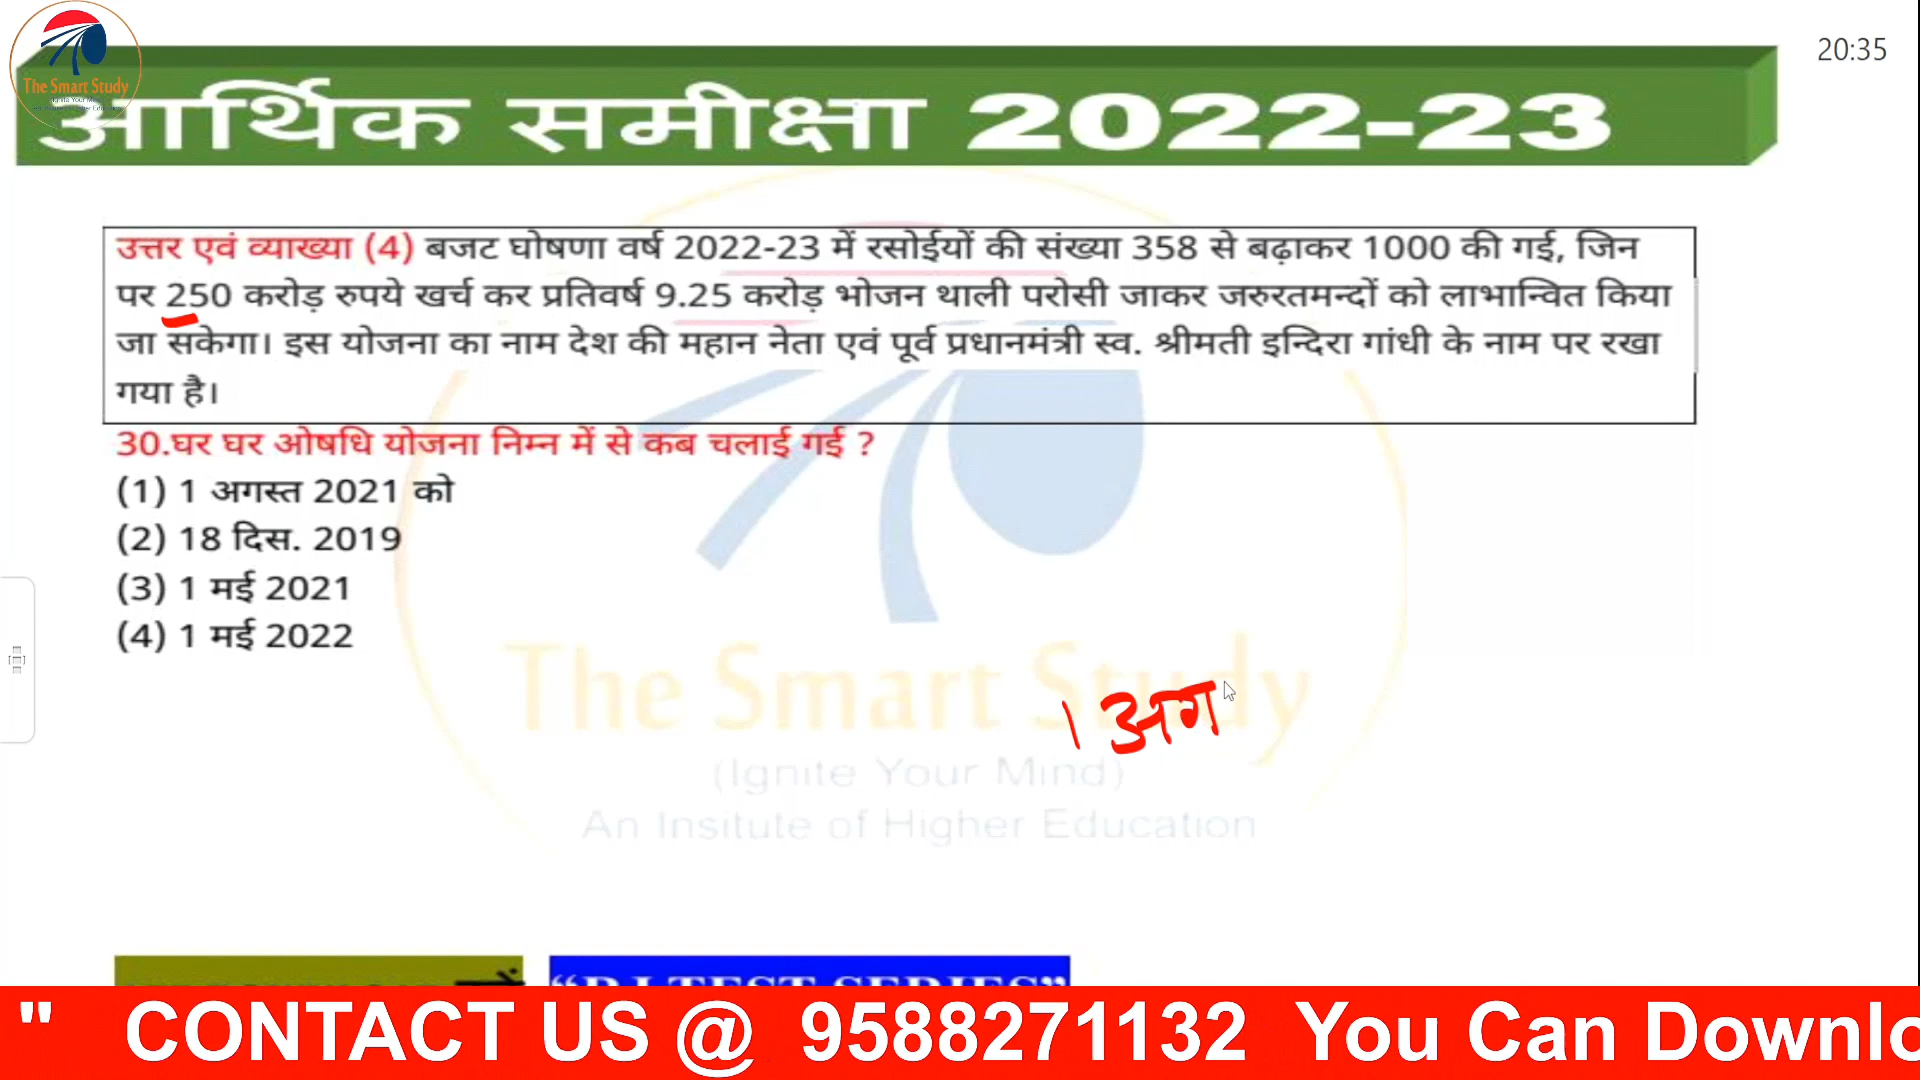 The Smart Study
20:35
आर्थिक समीक्षा 2022-23
उत्तर एवं व्याख्या (4) बजट घोषणा वर्ष 2022-23 में रसोईयों की संख्या 358 से बढ़ाकर 1000 की गई, जिन
पर 250 करोड़ रुपये खर्च कर प्रतिवर्ष 9.25 करोड़ भोजन थाली परोसी जाकर जरुरतमन्दों को लाभान्वित किया
जा सकेगा। इस योजना का नाम देश की महान नेता एवं पूर्व प्रधानमंत्री स्व. श्रीमती इन्दिरा गांधी के नाम पर रखा
गया है।
30.घर घर ओषधि योजना निम्न में से कब चलाई गई ?
(1) 1 अगस्त 2021 को
(2) 18 दिस. 2019
(3) 1 मई 2021
(4) 1 मई 2022
The Smart Study
1 अग
(Ignite Your Mind)
An Insitute of Higher Education
TEST SERIES”
" CONTACT US @ 9588271132 You Can Downlo